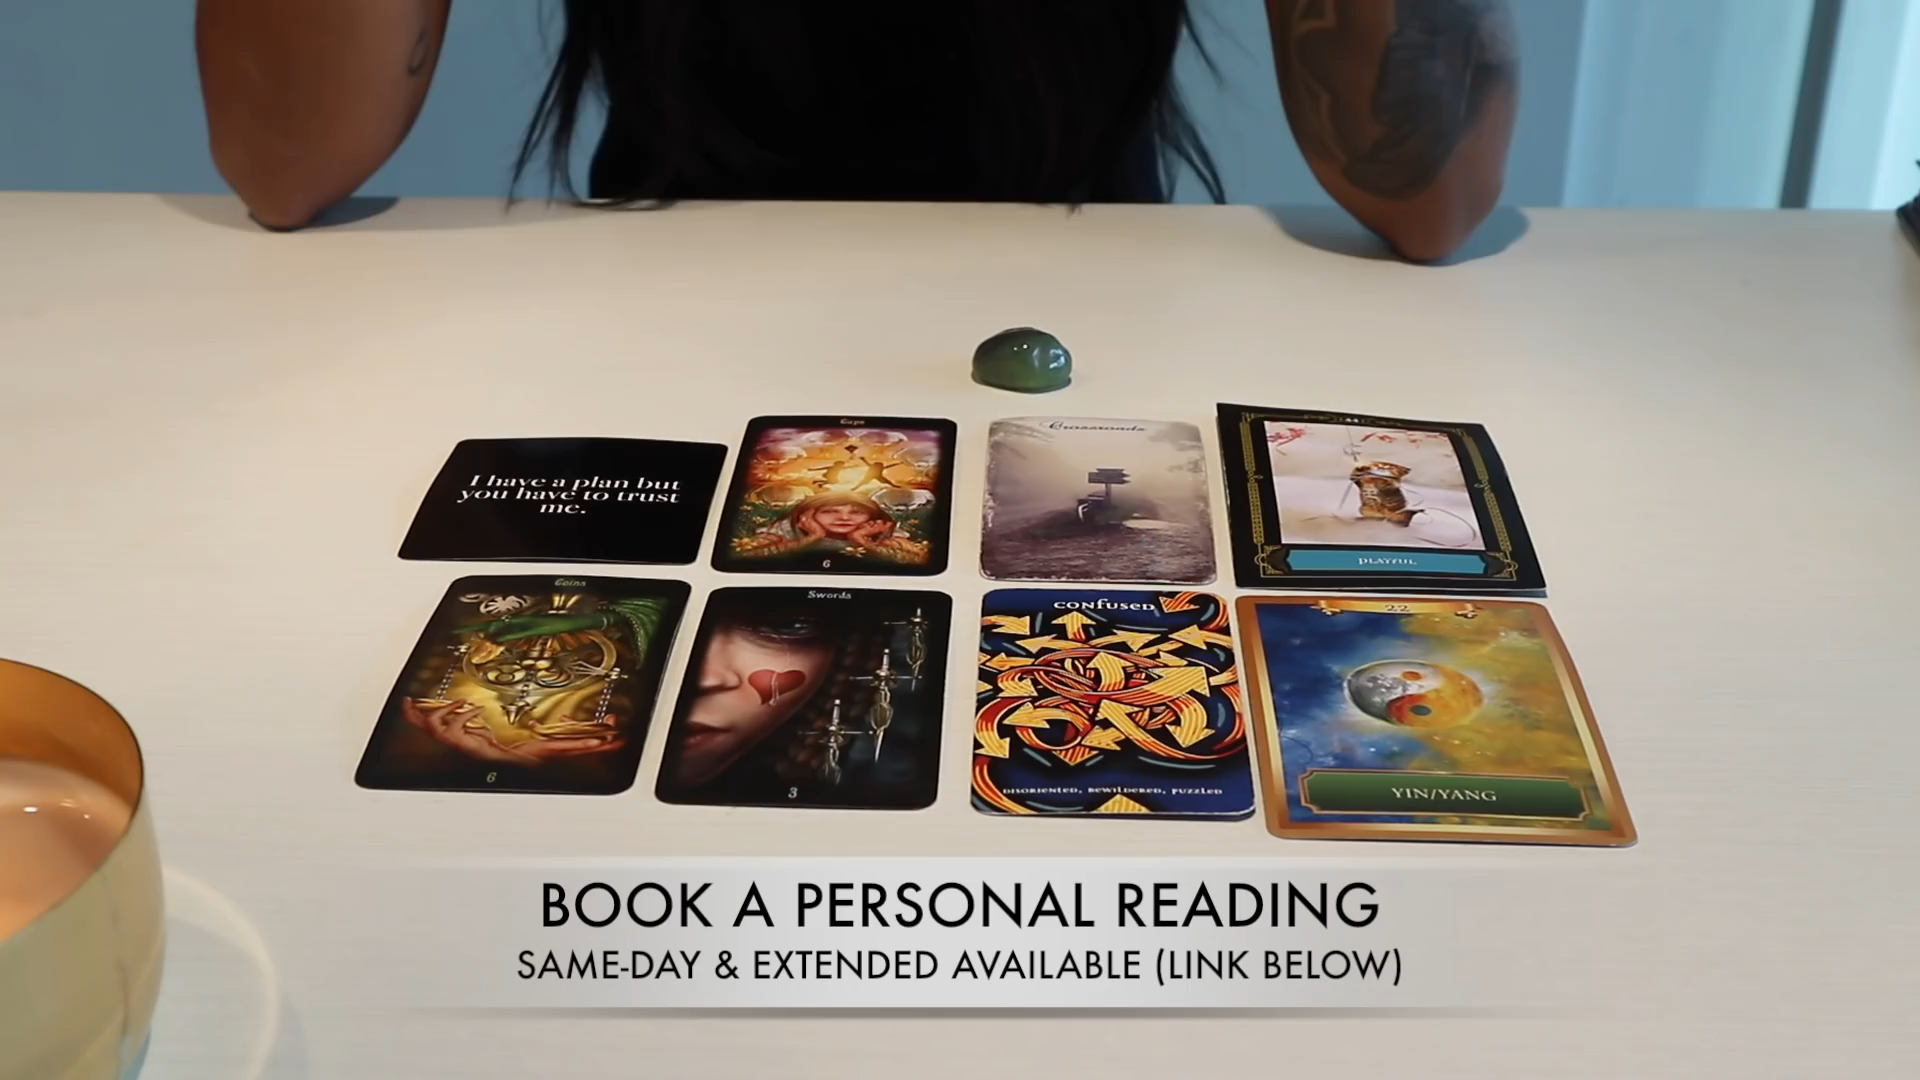 Cups
Crossroads
I have a plan but
you have to trust
me.
6
PLAYFUL
Coins
Swords
CONFUSED
22
6
3
DISORIENTED, BEWILDERED, PUZZLED
YIN/YANG
BOOK A PERSONAL READING
SAME-DAY & EXTENDED AVAILABLE (LINK BELOW)